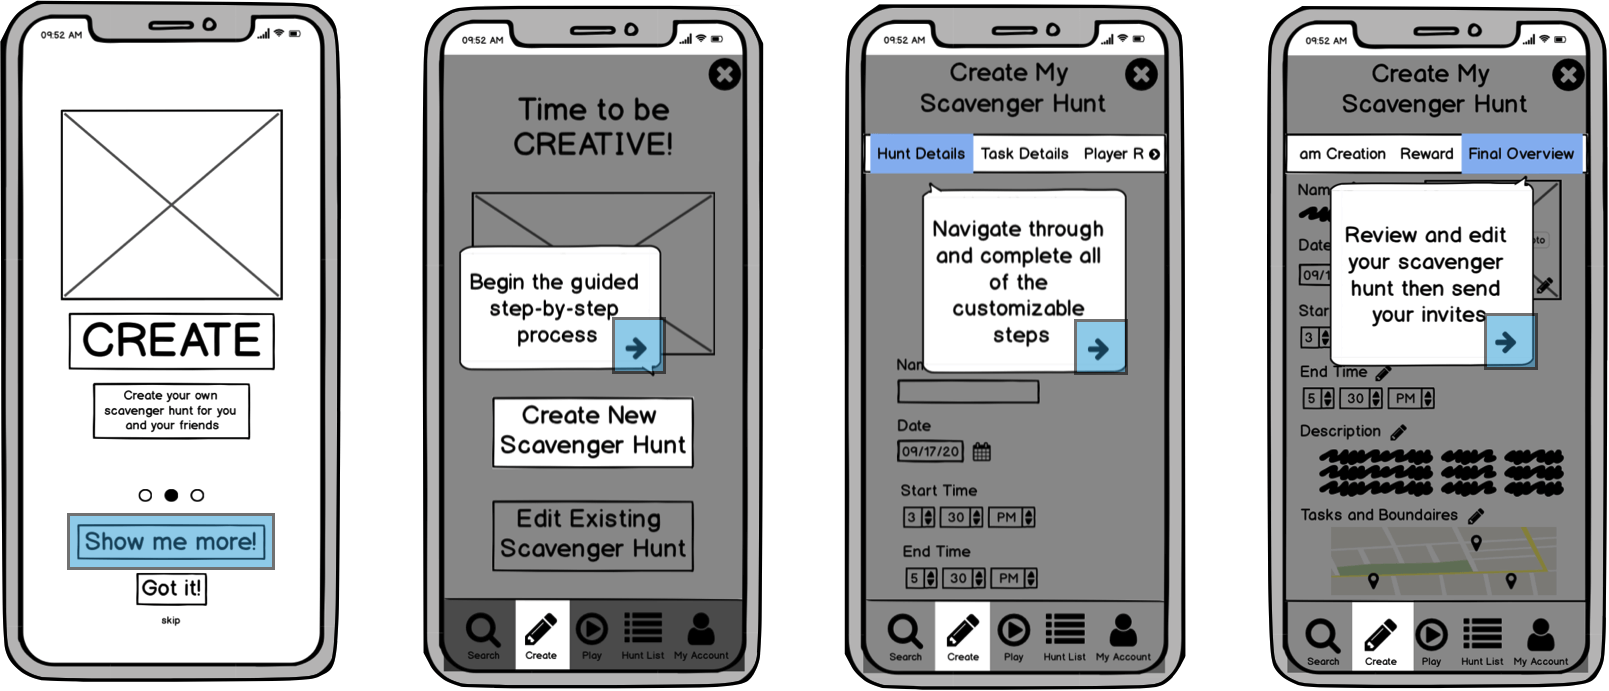 09:52 AM
CREATE
Create your own
scavenger hunt for you
and your friends
Show me more!
Got it!
skip
09:52 AM
Time to be
CREATIVE!
Begin the guided
step-by-step
process
Create New
Scavenger Hunt
Edit Existing
Scavenger Hunt
Search Create Play Hunt List My Account
09:52 AM
Create My
Scavenger Hunt
Hunt Details Task Details Player R
Navigate through
and complete all
of the
customizable
steps
Nam
Date
09/17/20
Start Time
3 30 PM
End Time
5 30 PM
Search Create Play Hunt List My Account
09:52 AM
Create My
Scavenger Hunt
am Creation Reward Final Overview
Name
Date
oto
Review and edit
your scavenger
hunt then send
your invites
09/1
Star
3
End Time
5 30 PM
Description
Tasks and Boundaires
Search Create Play Hunt List My Account